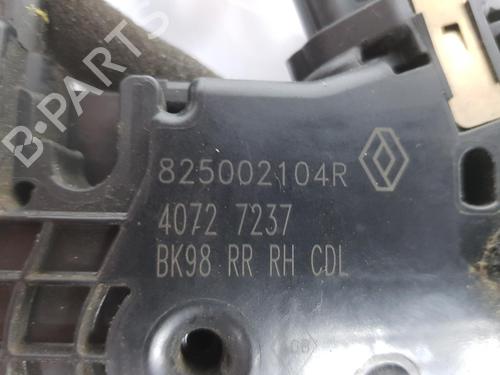 B-PARTS
825002104R
4072 7237
BK98 RR RH CDL